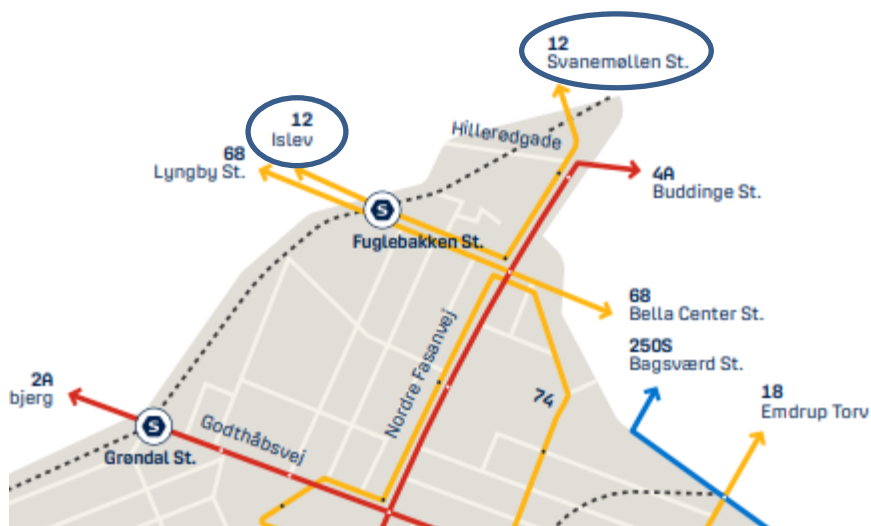 12
Svanemøllen St.
12
Islev
Hillerødgade
68
Lyngby St.
4A
Buddinge St.
S
Fuglebakken St.
68
Bella Center St.
250S
Bagsværd St.
Nordre Fasanvej
2A
bjerg
74
18
Emdrup Torv
S
Godthåbsvej
Grøndal St.